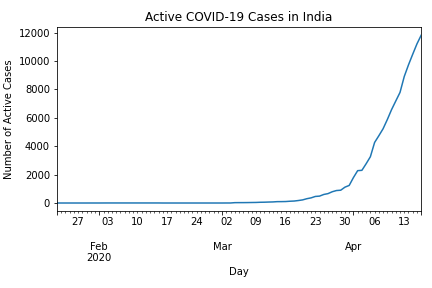 Active COVID-19 Cases in India
12000
10000
8000
6000
4000
2000
0
Number of Active Cases
27 03 10 17 24 02 09 16 23 30 06 13
Feb Mar Apr
2020
Day